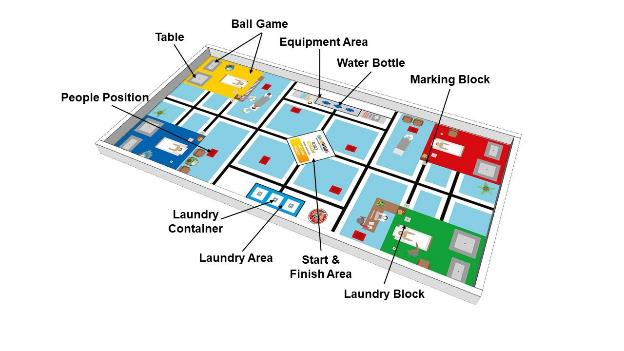 Ball Game
Table
Equipment Area
Water Bottle
Marking Block
People Position
Laundry
Container
Laundry Area
Start &
Finish Area
Laundry Block